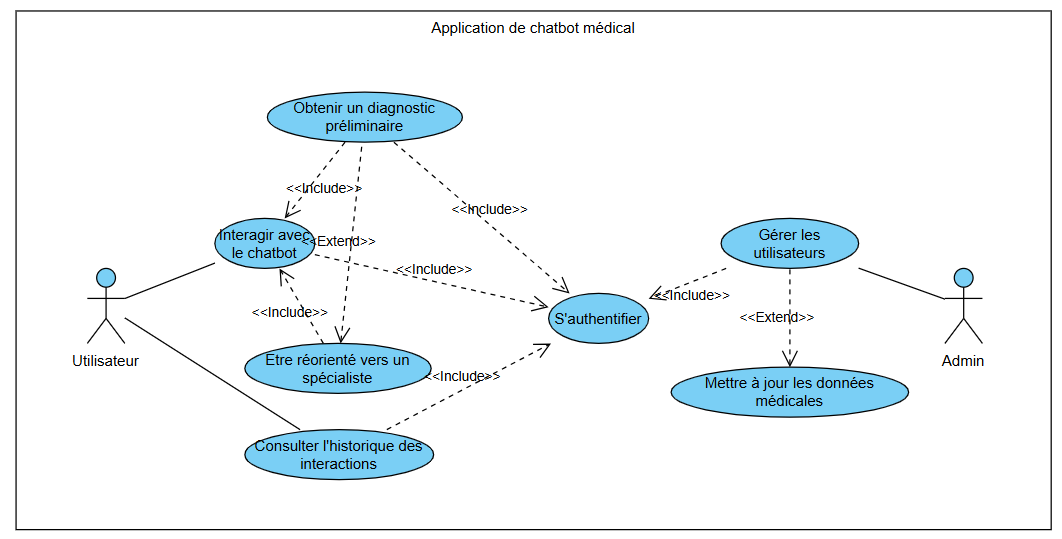 Application de chatbot médical
Obtenir un diagnostic
préliminaire
<<Include>>
<<Include>>
Interagir avec
le chatbot
<<Extend>>
Gérer les
utilisateurs
<<Include>>
<<Include>>
<<Include>>
<<Extend>>
S'authentifier
Utilisateur
Admin
Etre réorienté vers un
spécialiste
<<Include>>
Mettre à jour les données
médicales
Consulter l'historique des
interactions